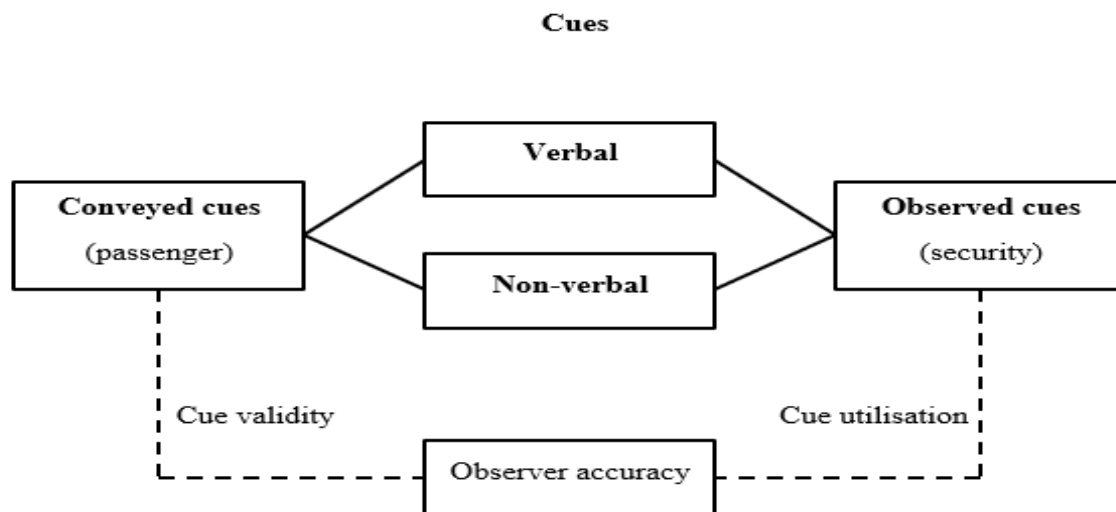 Cues
Verbal
Conveyed cues
(passenger)
Observed cues
(security)
Non-verbal
Cue validity
Cue utilisation
Observer accuracy